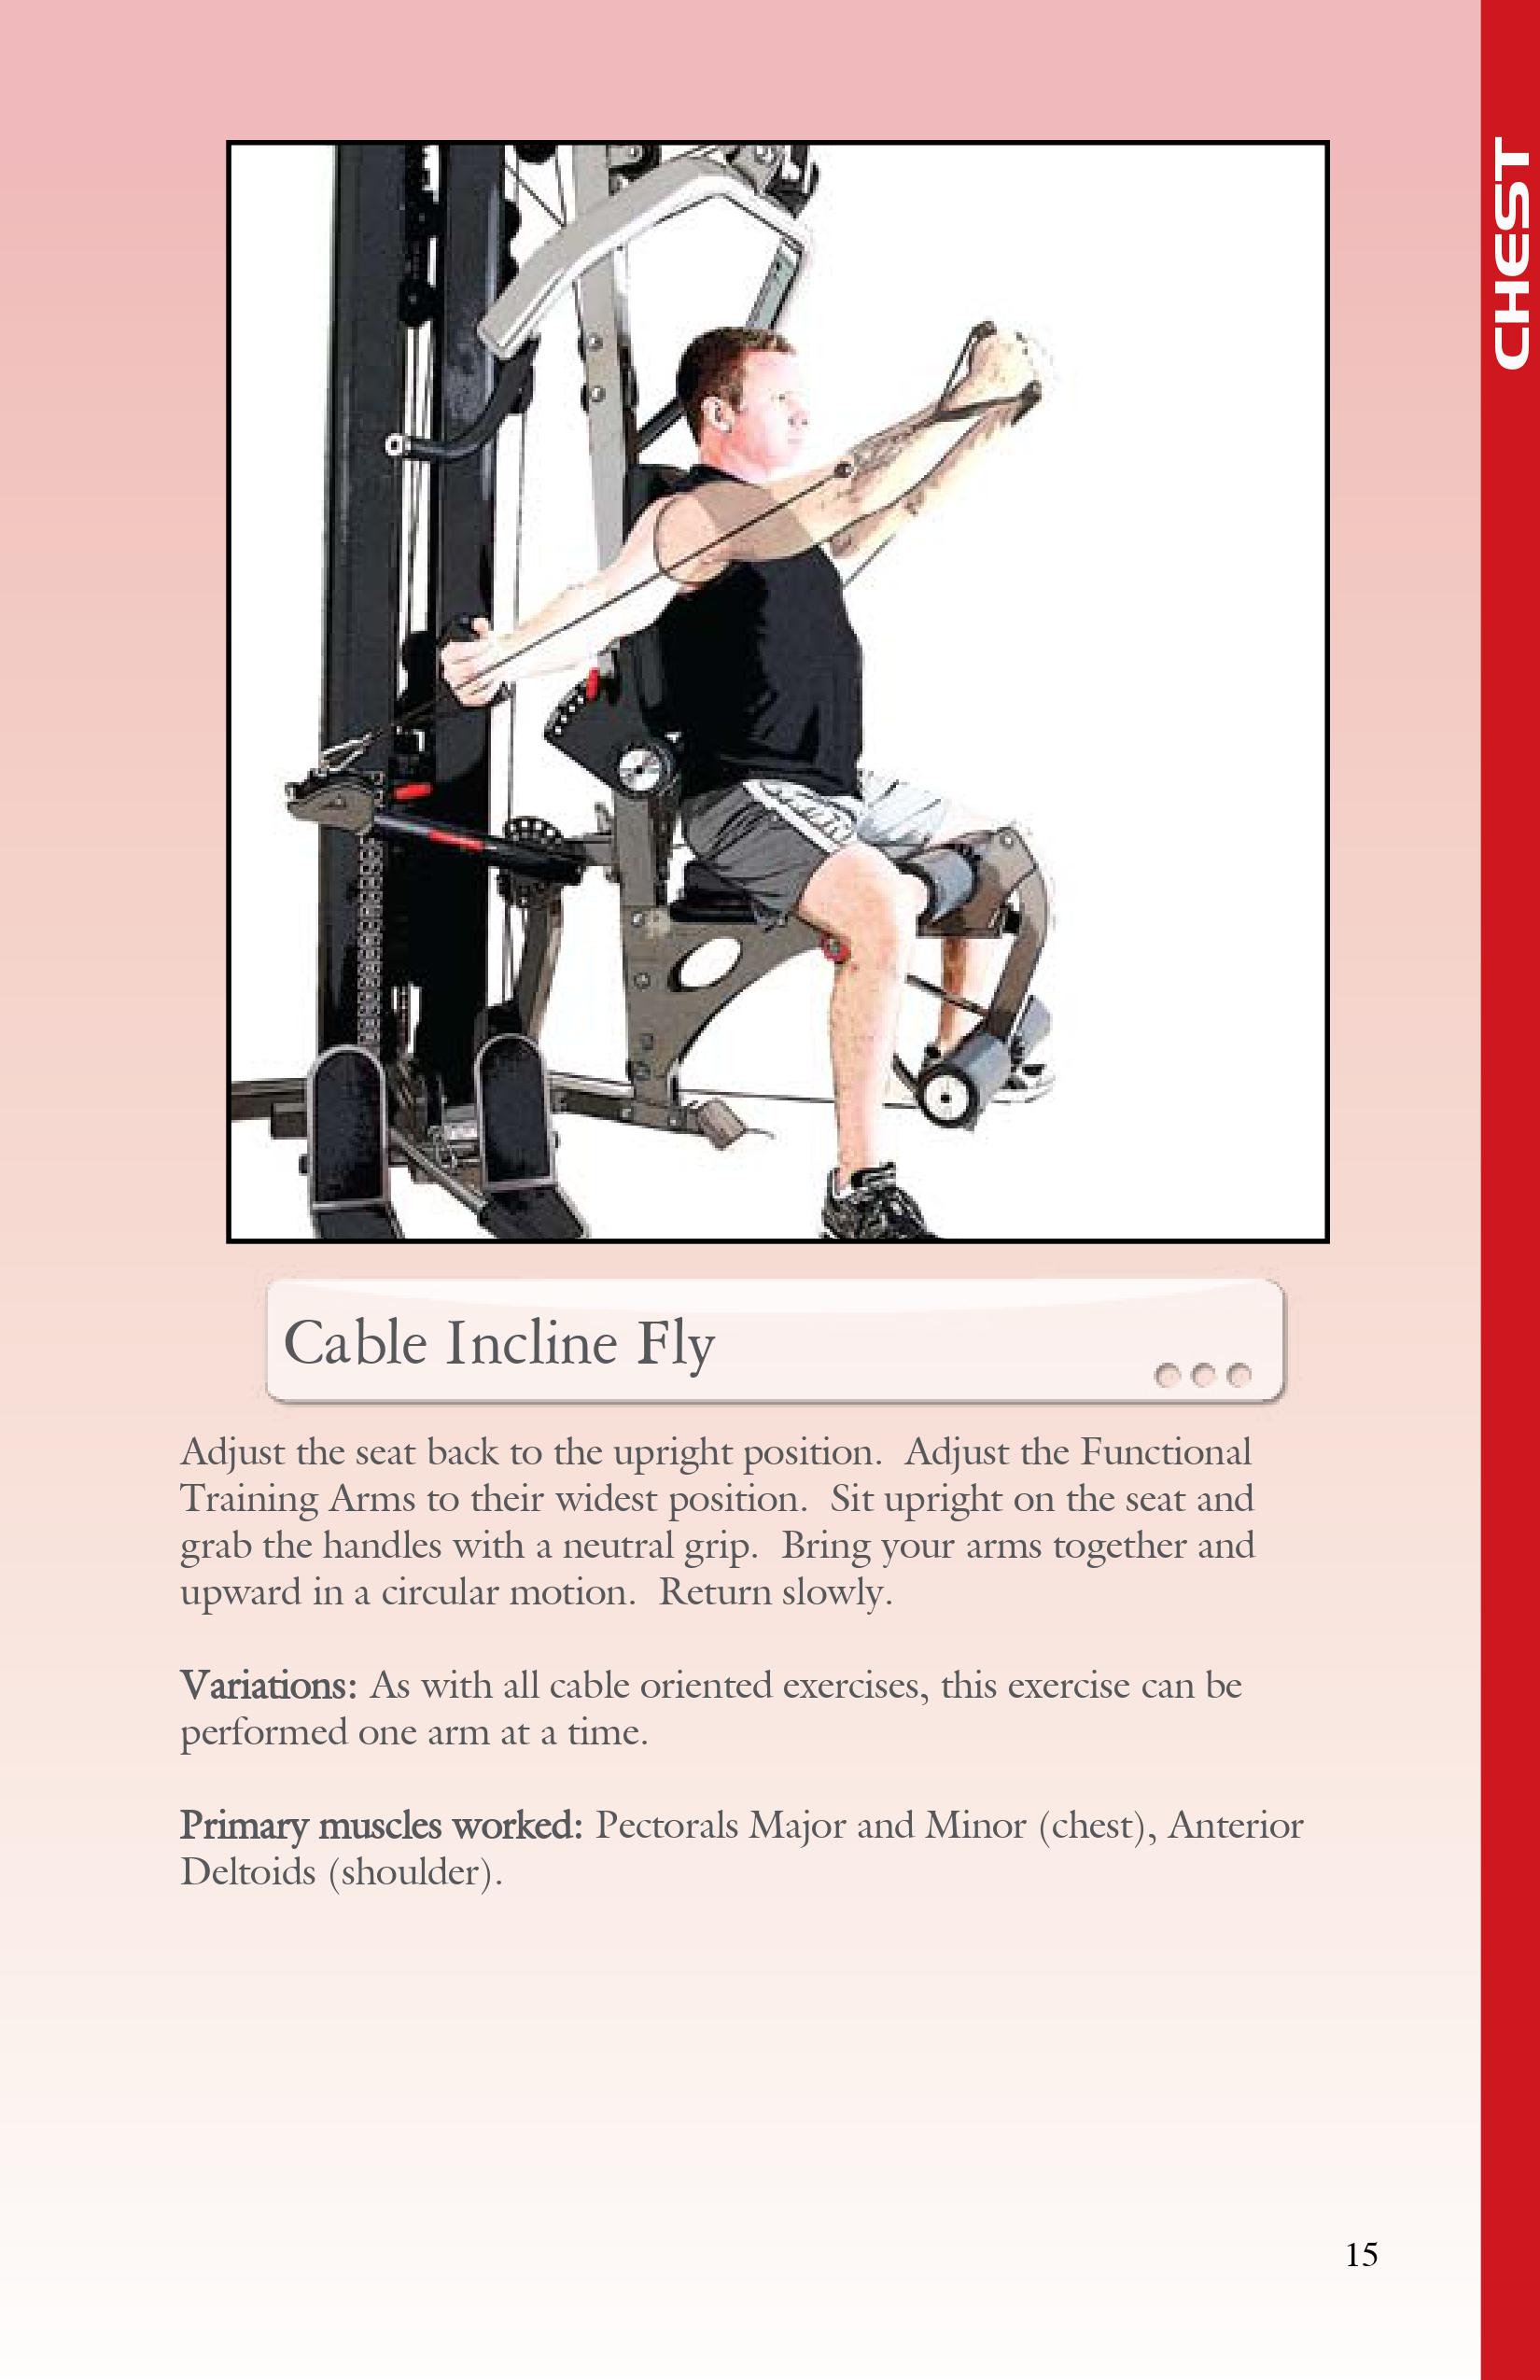 CHEST
Cable Incline Fly
Adjust the seat back to the upright position.  Adjust the Functional
Training Arms to their widest position.  Sit upright on the seat and
grab the handles with a neutral grip.  Bring your arms together and
upward in a circular motion.  Return slowly.
Variations: As with all cable oriented exercises, this exercise can be
performed one arm at a time.
Primary muscles worked: Pectorals Major and Minor (chest), Anterior
Deltoids (shoulder).
15